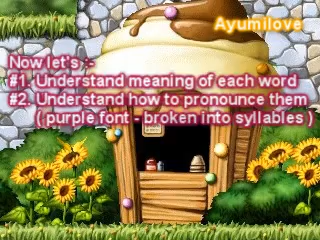 Ayumilove
Now let's ;-
#1. Understand meaning of each word
#2. Understand how to pronounce them
( purple font - broken into syllables )